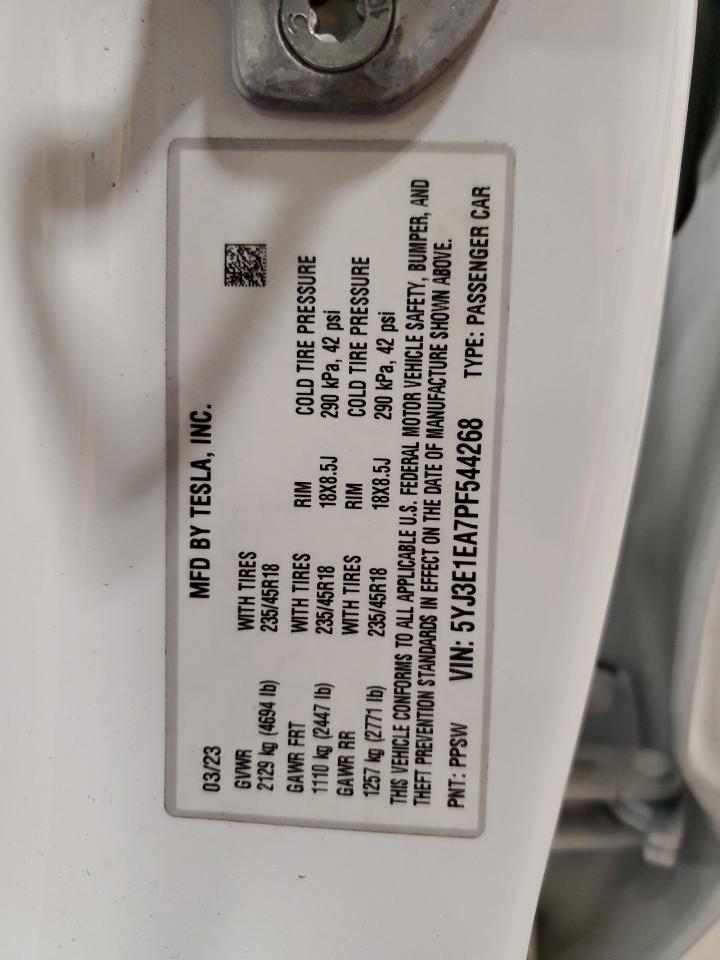 MFD BY TESLA, INC.
03/23
GVWR WITH TIRES
2129 kg (4694 lb) 235/45R18
GAWR FRT WITH TIRES RIM COLD TIRE PRESSURE
1110 kg (2447 lb) 235/45R18 18X8.5J 290 kPa, 42 psi
GAWR RR WITH TIRES RIM COLD TIRE PRESSURE
1257 kg (2771 lb) 235/45R18 18X8.5J 290 kPa, 42 psi
THIS VEHICLE CONFORMS TO ALL APPLICABLE U.S. FEDERAL MOTOR VEHICLE SAFETY, BUMPER, AND
THEFT PREVENTION STANDARDS IN EFFECT ON THE DATE OF MANUFACTURE SHOWN ABOVE.
PNT: PPSW VIN: 5YJ3E1EA7PF544268 TYPE: PASSENGER CAR